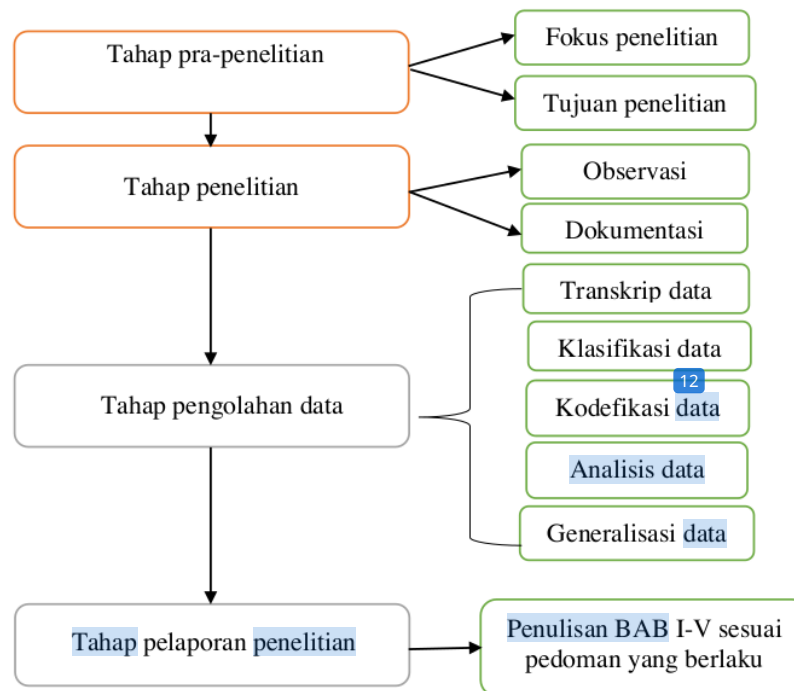 Tahap pra-penelitian
Fokus penelitian
Tujuan penelitian
Tahap penelitian
Observasi
Dokumentasi
Tahap pengolahan data
Transkrip data
Klasifikasi data
12
Kodefikasi data
Analisis data
Generalisasi data
Tahap pelaporan penelitian
Penulisan BAB I-V sesuai
pedoman yang berlaku